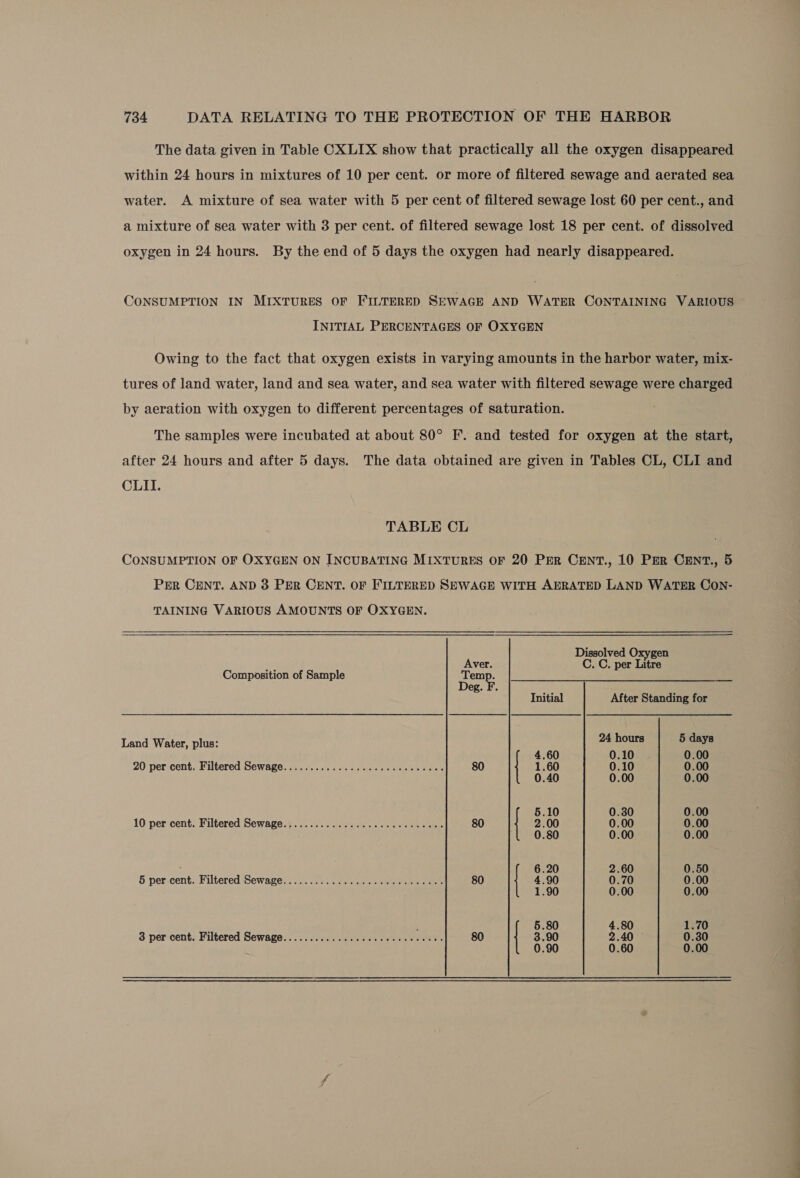 734 DATA RELATING TO THE PROTECTION OF THE HARBOR
The data given in Table CXLIX show that practically all the oxygen disappeared
within 24 hours in mixtures of 10 per cent. or more of filtered sewage and aerated sea
water. A mixture of sea water with 5 per cent of filtered sewage lost 60 per cent., and
a mixture of sea water with 3 per cent. of filtered sewage lost 18 per cent. of dissolved
oxygen in 24 hours. By the end of 5 days the oxygen had nearly disappeared.
CONSUMPTION IN MIXTURES OF FILTERED SEWAGE AND WATER CONTAINING VARIOUS
INITIAL PERCENTAGES OF OXYGEN
Owing to the fact that oxygen exists in varying amounts in the harbor water, mix-
tures of land water, land and sea water, and sea water with filtered sewage were charged
by aeration with oxygen to different percentages of saturation.
The samples were incubated at about 80° F. and tested for oxygen at the start,
after 24 hours and after 5 days. The data obtained are given in Tables CL, CLI and
CLII.
TABLE CL
CONSUMPTION OF OXYGEN ON INCUBATING MIXTURES OF 20 PER CENT., 10 PER CENT., 5
PER CENT. AND 3 PER CENT. OF FILTERED SEWAGE WITH AERATED LAND WATER CON-
TAINING VARIOUS AMOUNTS OF OXYGEN.
Composition of Sample Aver. Temp. Deg. F. Dissolved Oxygen C. C. per Litre
Initial After Standing for
Land Water, plus: 24 hours 5 days
4.60 0.10 0.00
20 per cent. Filtered Sewage............................ 80 1.60 0.10 0.00
0.40 0.00 0.00
5.10 0.30 0.00
10 per cent. Filtered Sewage............................ 80 2.00 0.00 0.00
0.80 0.00 0.00
6.20 2.60 0.50
5 per cent. Filtered Sewage............................ 80 4.90 0.70 0.00
1.90 0.00 0.00
5.80 4.80 1.70
3 per cent. Filtered Sewage............................ 80 3.90 2.40 0.30
0.90 0.60 0.00